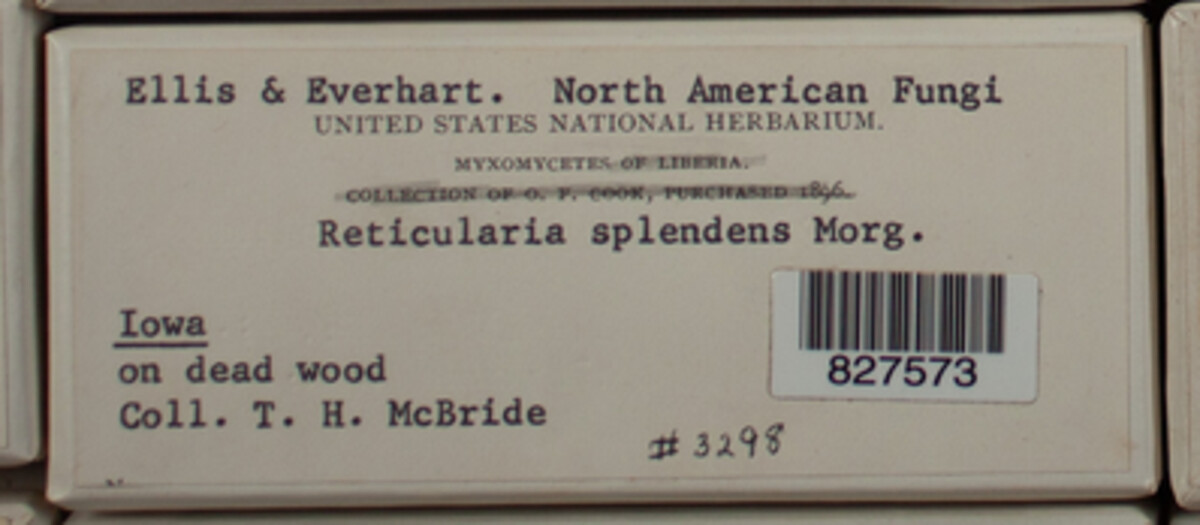 Ellis & Everhart. North American Fungi
UNITED STATES NATIONAL HERBARIUM.
MYXOMYCETES OF LIBERIA.
COLLECTION OF O. F. COOK, PURCHASED 1896.
Reticularia splendens Morg.
Iowa
on dead wood
Coll. T. H. McBride
827573
# 3298